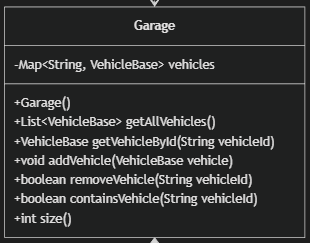 Garage
-Map<String, VehicleBase> vehicles
+Garage()
+List<VehicleBase> getAllVehicles()
+VehicleBase getVehicleById(String vehicleId)
+void addVehicle(VehicleBase vehicle)
+boolean removeVehicle(String vehicleId)
+boolean containsVehicle(String vehicleId)
+int size()